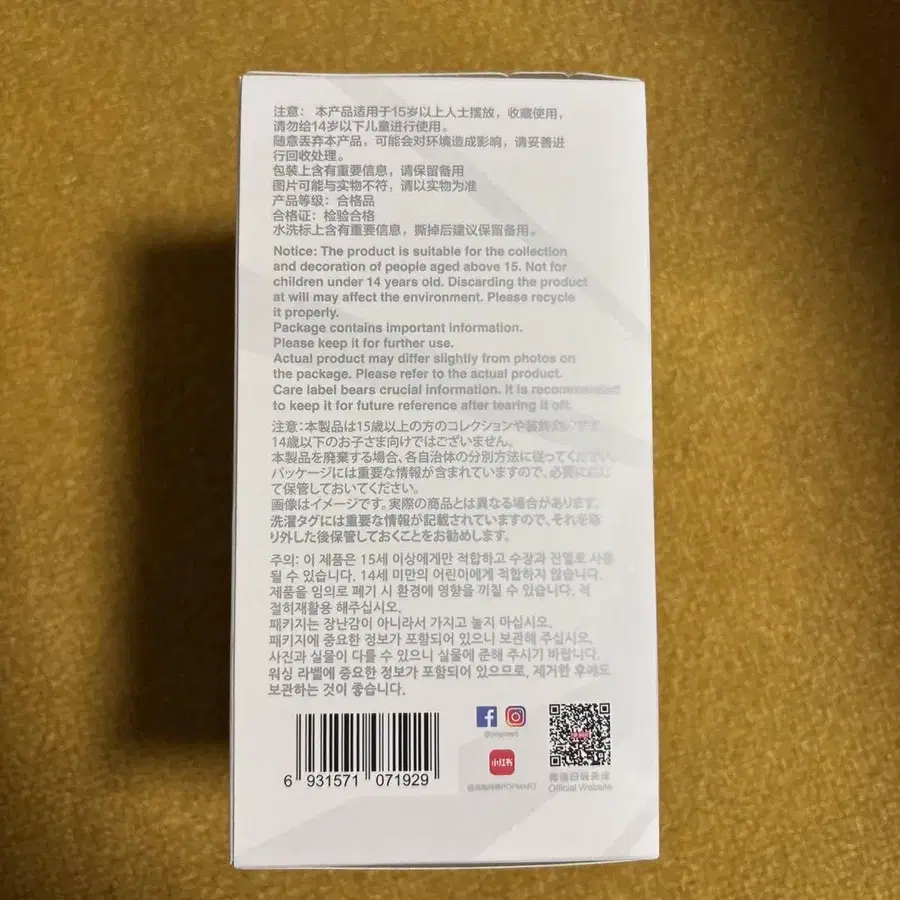 注意： 本产品适用于15岁以上人士摆放，收藏使用，
请勿给14岁以下儿童进行使用。
随意丢弃本产品，可能会对环境造成影响，请妥善进
行回收处理。
包装上含有重要信息，请保留备用
图片可能与实物不符，请以实物为准
产品等级：合格品
合格证：检验合格
水洗标上含有重要信息，撕掉后建议保留备用。
Notice: The product is suitable for the collection
and decoration of people aged above 15. Not for
children under 14 years old. Discarding the product
at will may affect the environment. Please recycle
it properly.
Package contains important information.
Please keep it for further use.
Actual product may differ slightly from photos on
the package. Please refer to the actual product.
Care label bears crucial information. It is recommended
to keep it for future reference after tearing it off.
注意：本製品は15歳以上の方のコレクションや装飾
14歳以下のお子さま向けではございません。
本製品を廃棄する場合、各自治体の分別方法に従ってください。
パッケージには重要な情報が含まれていますので、必要に応じ
て保管しておいてください。
画像はイメージです。実際の商品とは異なる場合があります。
洗濯タグには重要な情報が記載されていますので、それを取
り外した後保管しておくことをお勧めします。
주의: 이 제품은 15세 이상에게만 적합하고 수장과 진열로 사용
될 수 있습니다. 14세 미만의 어린이에게 적합하지 않습니다.
제품을 임의로 폐기 시 환경에 영향을 끼칠 수 있습니다. 적
절히재활용 해주십시오.
패키지는 장난감이 아니라서 가지고 놀지 마십시오.
패키지에 중요한 정보가 포함되어 있으니 보관해 주십시오.
사진과 실물이 다를 수 있으니 실물에 준해 주시기 바랍니다.
워싱 라벨에 중요한 정보가 포함되어 있으므로, 제거한 후에도
보관하는 것이 좋습니다.
6 931571 071929
@popmart
小红书
@泡泡玛特POPMART
Official Website